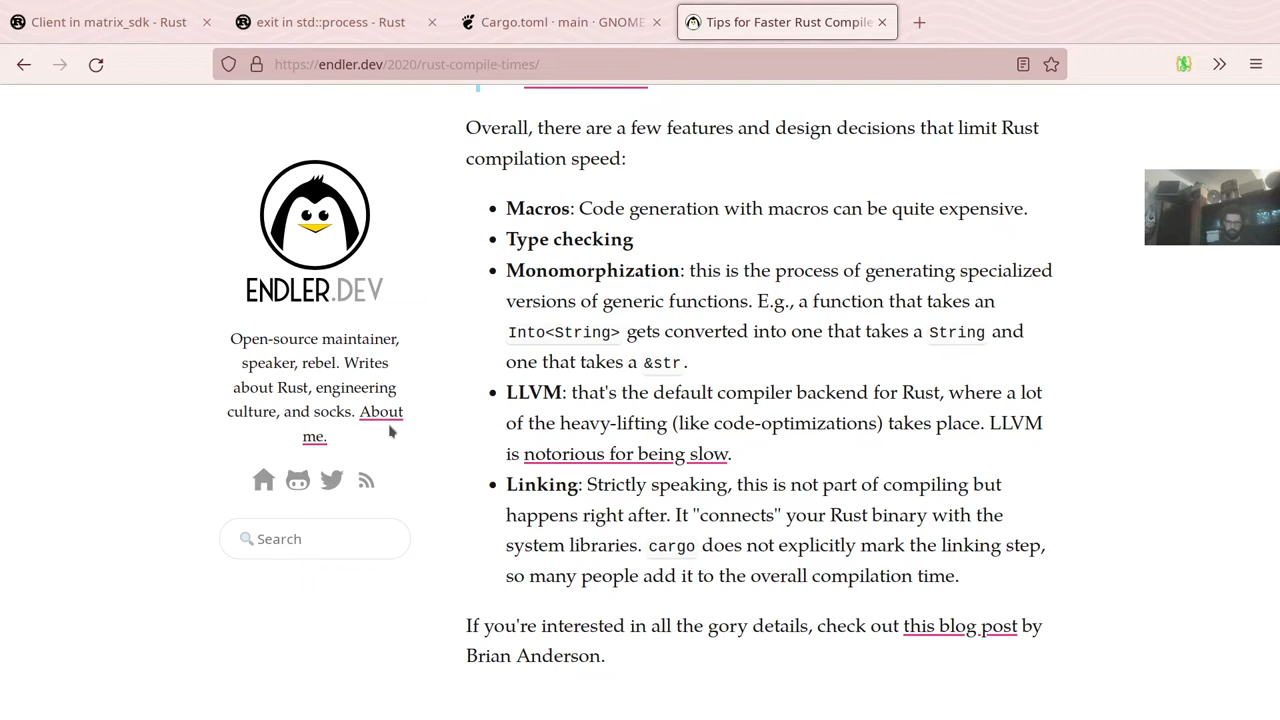 Client in matrix_sdk - Rust
exit in std::process - Rust
Cargo.toml · main · GNOME
Tips for Faster Rust Compile
https://endler.dev/2020/rust-compile-times/
ENDLER.DEV
Open-source maintainer,
speaker, rebel. Writes
about Rust, engineering
culture, and socks. About
me.
Search
Overall, there are a few features and design decisions that limit Rust
compilation speed:
Macros: Code generation with macros can be quite expensive.
Type checking
Monomorphization: this is the process of generating specialized
versions of generic functions. E.g., a function that takes an
Into<String> gets converted into one that takes a String and
one that takes a &str.
LLVM: that's the default compiler backend for Rust, where a lot
of the heavy-lifting (like code-optimizations) takes place. LLVM
is notorious for being slow.
Linking: Strictly speaking, this is not part of compiling but
happens right after. It "connects" your Rust binary with the
system libraries. cargo does not explicitly mark the linking step,
so many people add it to the overall compilation time.
If you're interested in all the gory details, check out this blog post by
Brian Anderson.